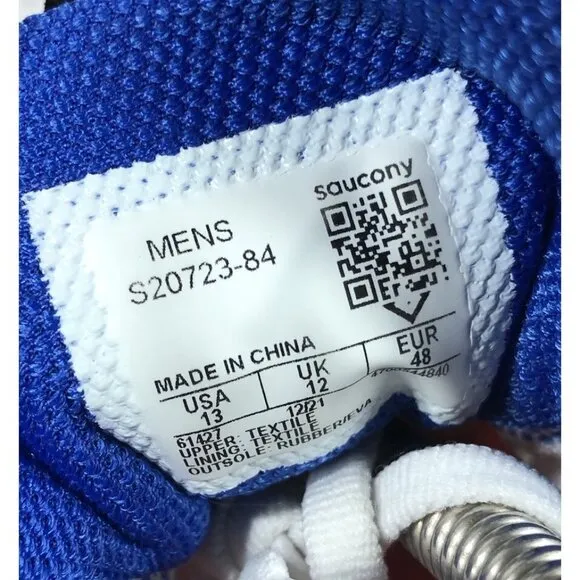 saucony
MENS
S20723-84
MADE IN CHINA
USA UK EUR
13 12 48
61427 12/21
UPPER: TEXTILE
LINING: TEXTILE
OUTSOLE: RUBBER/EVA